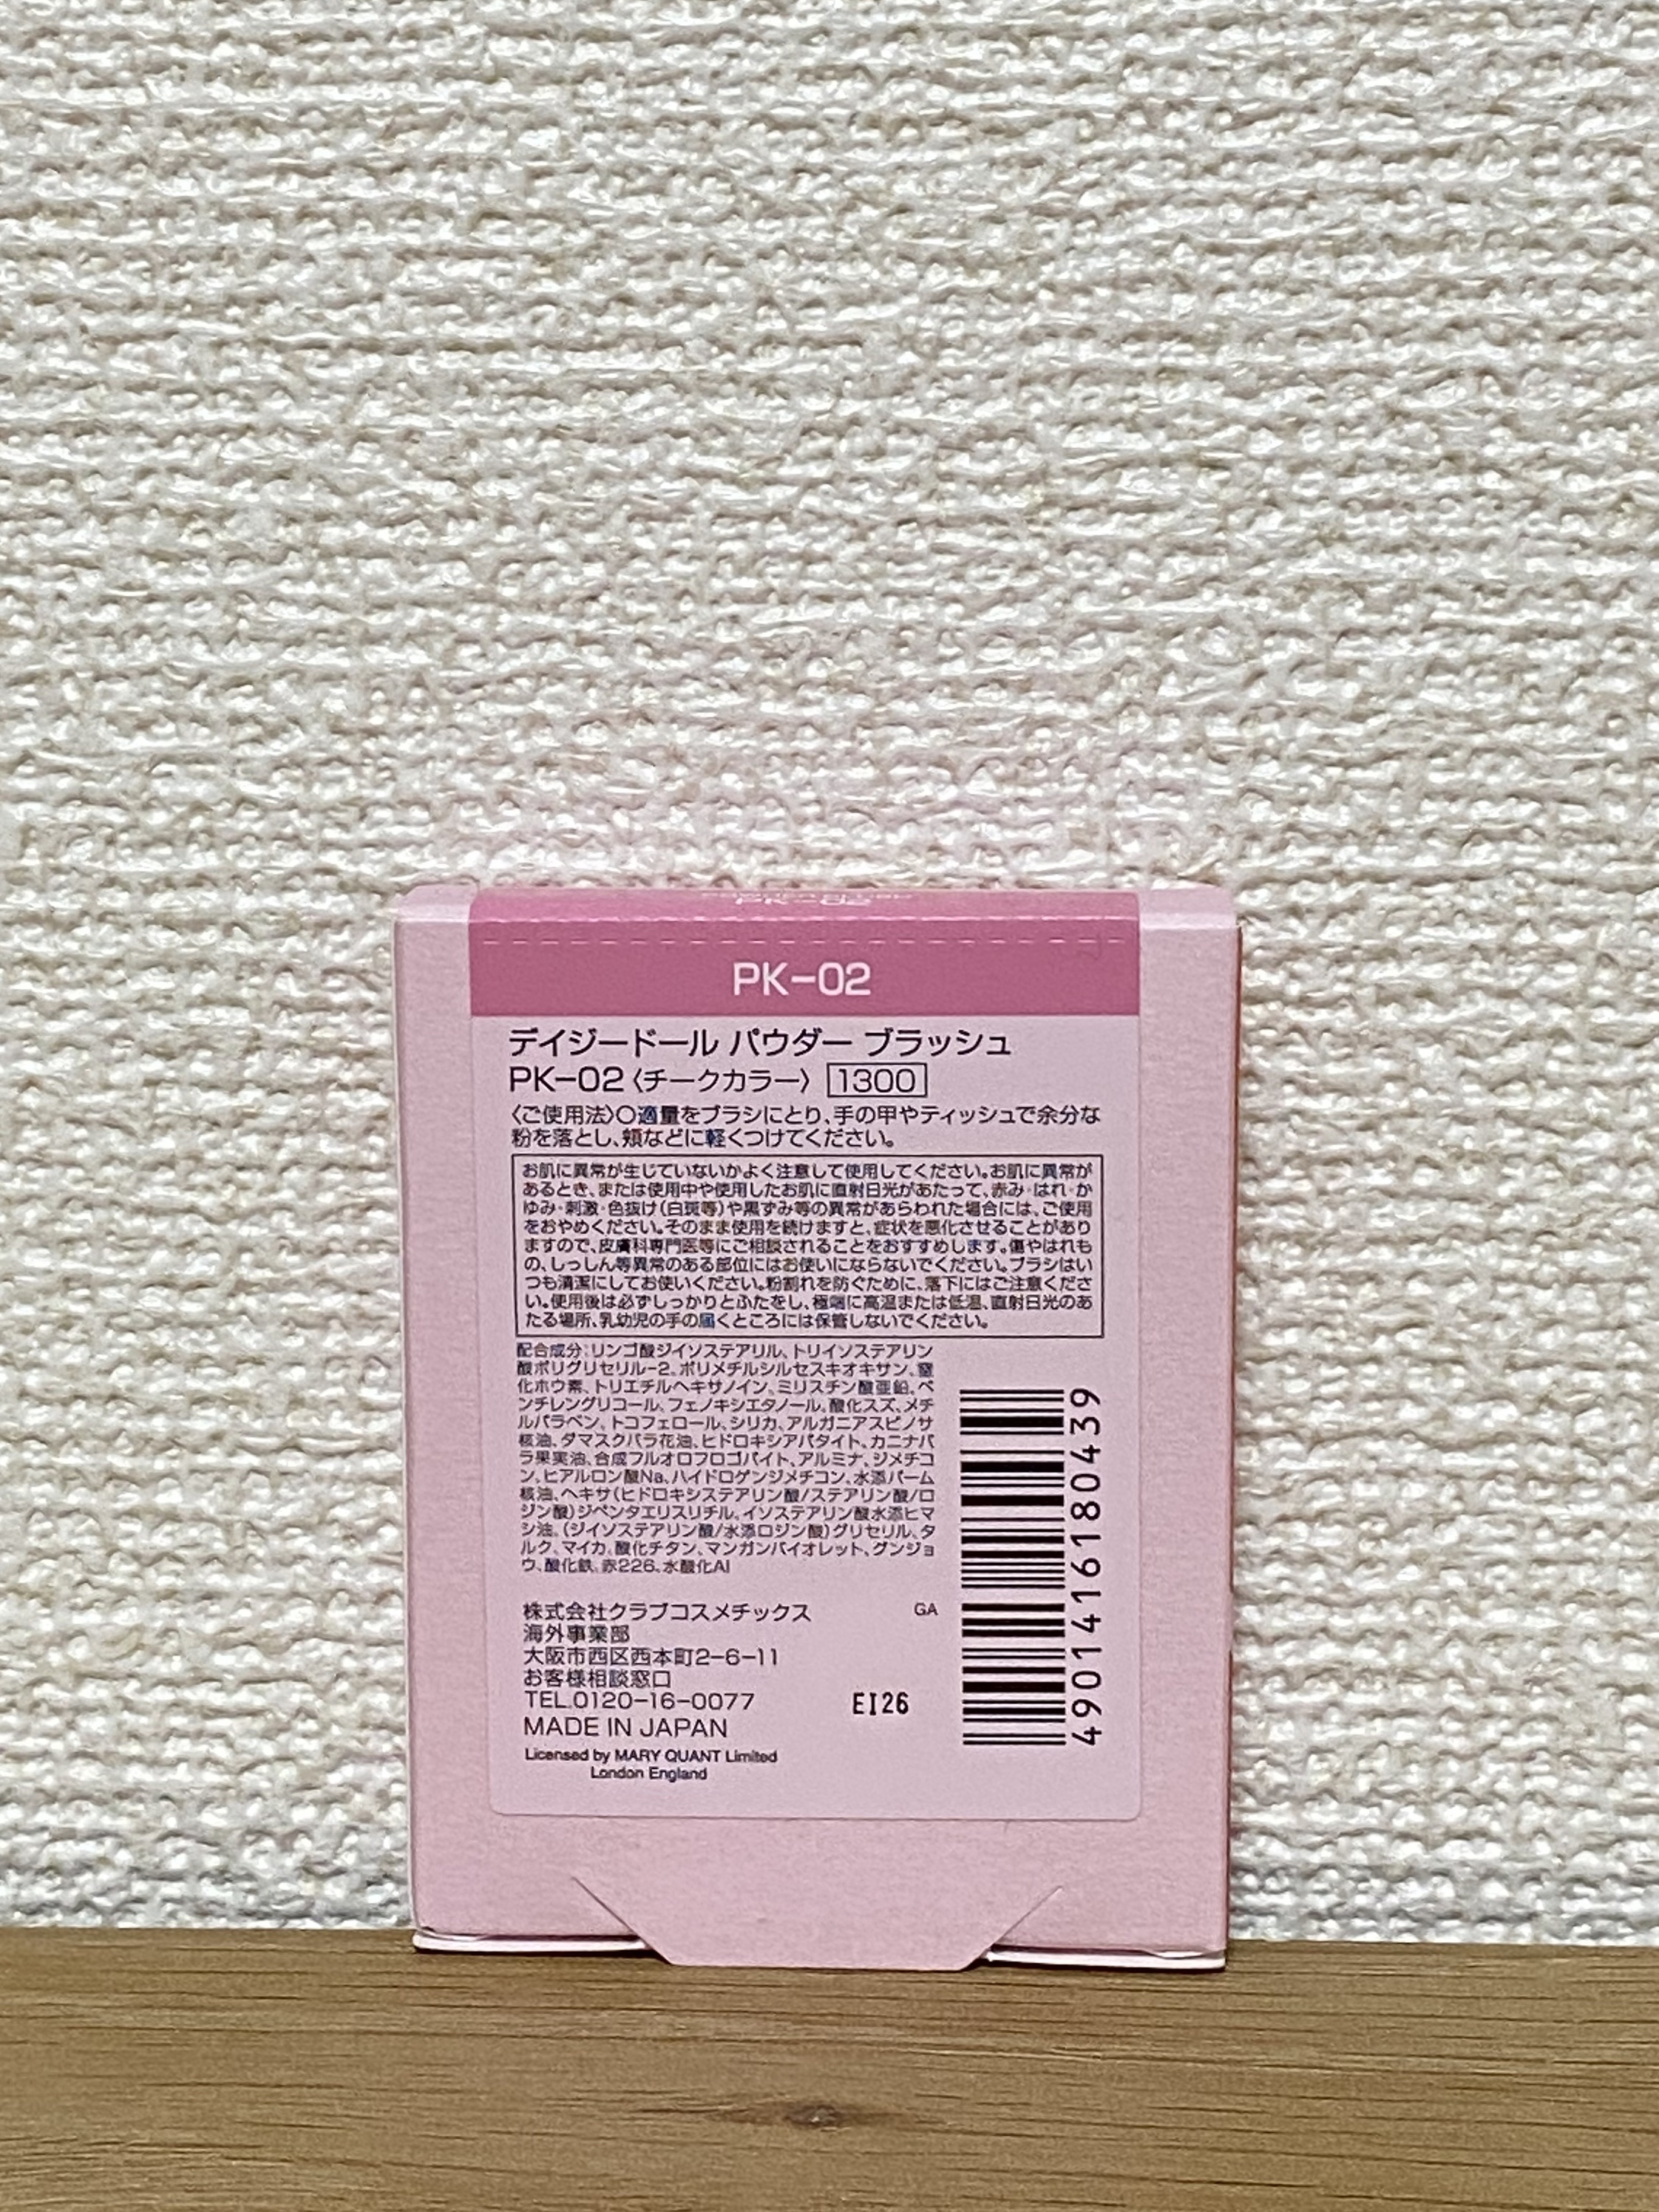 PK-02
PK-02
デイジードール パウダー ブラッシュ
PK-02〈チークカラー〉 1300
〈ご使用法〉○適量をブラシにとり、手の甲やティッシュで余分な
粉を落とし、頬などに軽くつけてください。
お肌に異常が生じていないかよく注意して使用してください。お肌に異常が
あるとき、または使用中や使用したお肌に直射日光があたって、赤み・はれ・か
ゆみ・刺激・色抜け(白斑等)や黒ずみ等の異常があらわれた場合には、ご使用
をおやめください。そのまま使用を続けますと、症状を悪化させることがあり
ますので、皮膚科専門医等にご相談されることをおすすめします。傷やはれも
の、しっしん等異常のある部位にはお使いにならないでください。ブラシはい
つも清潔にしてお使いください。粉割れを防ぐために、落下にはご注意くださ
い。使用後は必ずしっかりとふたをし、極端に高温または低温、直射日光のあ
たる場所、乳幼児の手の届くところには保管しないでください。
配合成分:リンゴ酸ジイソステアリル、トリイソステアリン
酸ポリグリセリル-2、ポリメチルシルセスキオキサン、窒
化ホウ素、トリエチルヘキサノイン、ミリスチン酸亜鉛、ペ
ンチレングリコール、フェノキシエタノール、酸化スズ、メチ
ルパラベン、トコフェロール、シリカ、アルガニアスピノサ
核油、ダマスクバラ花油、ヒドロキシアパタイト、カニナバ
ラ果実油、合成フルオロフロゴパイト、アルミナ、ジメチコ
ン、ヒアルロン酸Na、ハイドロゲンジメチコン、水添パーム
核油、ヘキサ(ヒドロキシステアリン酸/ステアリン酸/ロ
ジン酸)ジペンタエリスリチル、イソステアリン酸水添ヒマ
シ油、(ジイソステアリン酸/水添ロジン酸)グリセリル、タ
ルク、マイカ、酸化チタン、マンガンバイオレット、グンジョ
ウ、酸化鉄、赤226、水酸化Al
株式会社クラブコスメチックス
GA
海外事業部
大阪市西区西本町2-6-11
お客様相談窓口
TEL.0120-16-0077
EI26
MADE IN JAPAN
Licensed by MARY QUANT Limited
London England
4901416180439